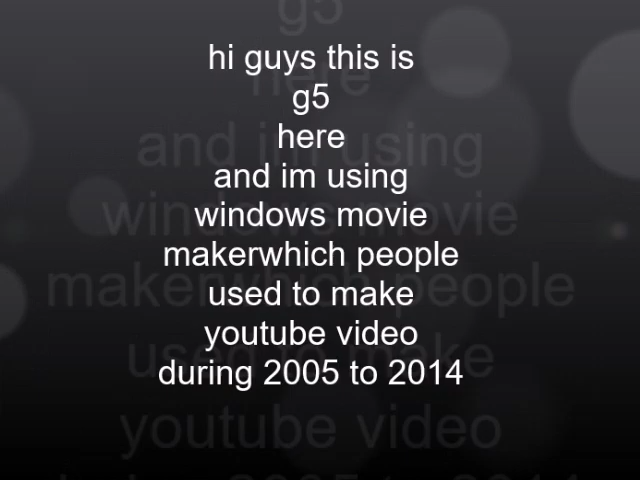 hi guys this is
g5
here
and im using
windows movie
makerwhich people
used to make
youtube video
during 2005 to 2014